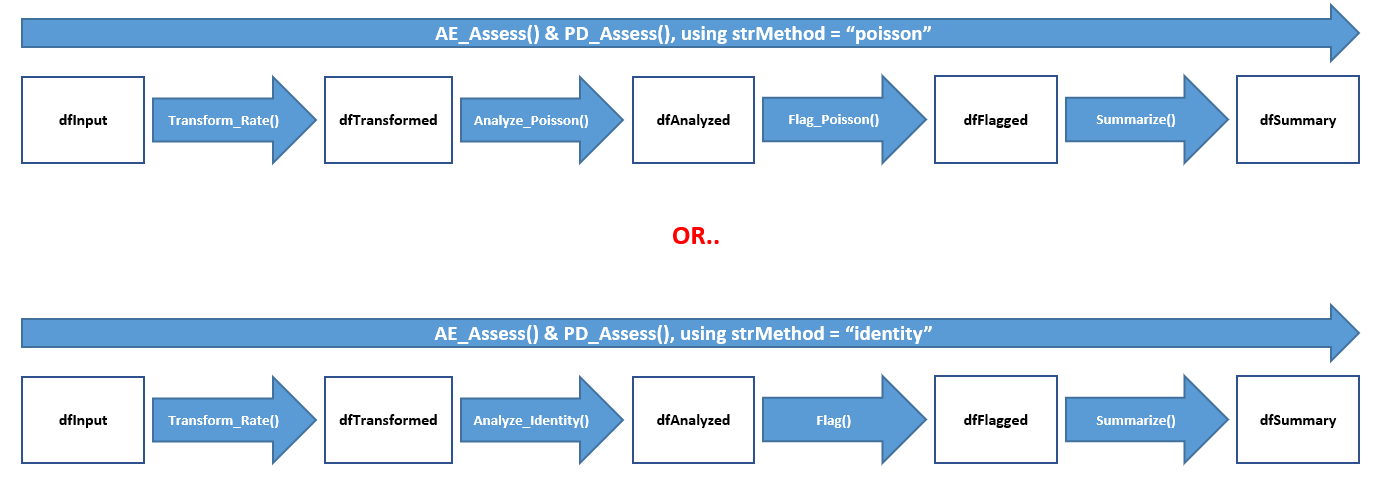 AE_Assess() & PD_Assess(), using strMethod = “poisson”
dfInput
Transform_Rate()
dfTransformed
Analyze_Poisson()
dfAnalyzed
Flag_Poisson()
dfFlagged
Summarize()
dfSummary
OR..
AE_Assess() & PD_Assess(), using strMethod = “identity”
dfInput
Transform_Rate()
dfTransformed
Analyze_Identity()
dfAnalyzed
Flag()
dfFlagged
Summarize()
dfSummary